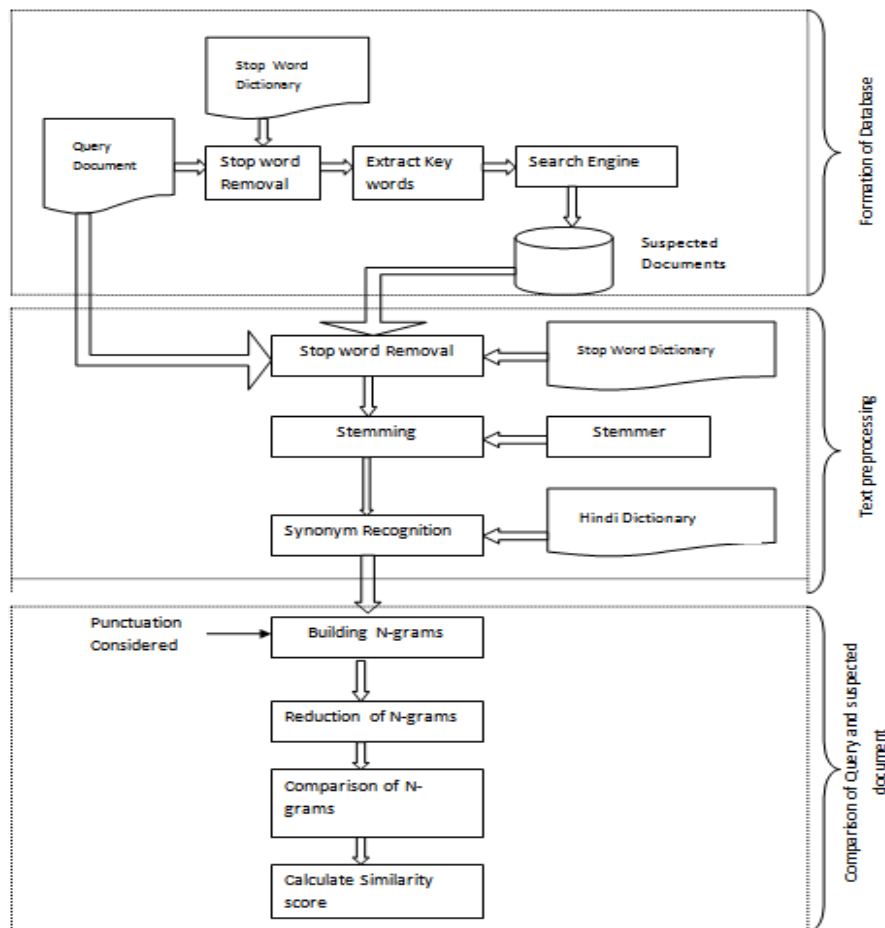 Stop Word
Dictionary
Query
Document
Stop word
Removal
Extract Key
words
Search Engine
Suspected
Documents
Formation of Database
Stop word Removal
Stop Word Dictionary
Stemming
Stemmer
Synonym Recognition
Hindi Dictionary
Text preprocessing
Punctuation
Considered
Building N-grams
Reduction of N-grams
Comparison of N-
grams
Calculate Similarity
score
Comparison of Query and suspected
document